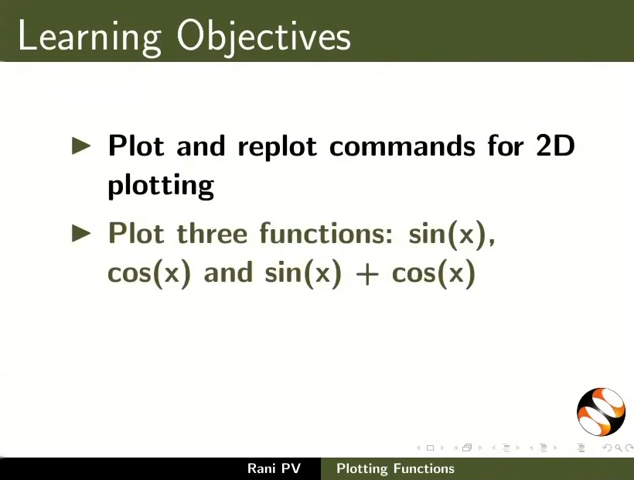 Learning Objectives
Plot and replot commands for 2D
plotting
Plot three functions: sin(x),
cos(x) and sin(x) + cos(x)
Rani PV
Plotting Functions